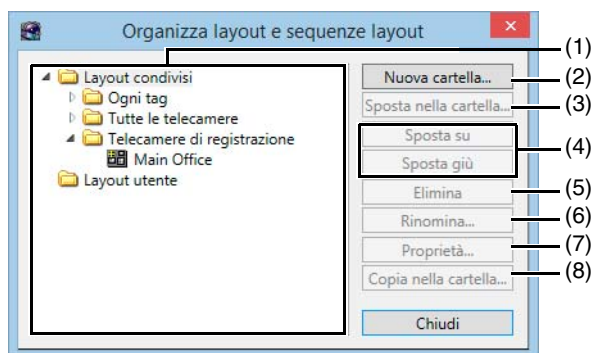 Organizza layout e sequenze layout
(1)
Layout condivisi
Ogni tag
Tutte le telecamere
Telecamere di registrazione
Main Office
Layout utente
Nuova cartella...
(2)
Sposta nella cartella...
(3)
Sposta su
Sposta giù
(4)
Elimina
(5)
Rinomina...
(6)
Proprietà...
(7)
Copia nella cartella...
(8)
Chiudi